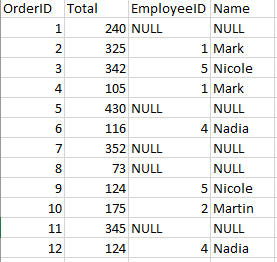 OrderID Total EmployeeID Name
1 240 NULL NULL
2 325 1 Mark
3 342 5 Nicole
4 105 1 Mark
5 430 NULL NULL
6 116 4 Nadia
7 352 NULL NULL
8 73 NULL NULL
9 124 5 Nicole
10 175 2 Martin
11 345 NULL NULL
12 124 4 Nadia